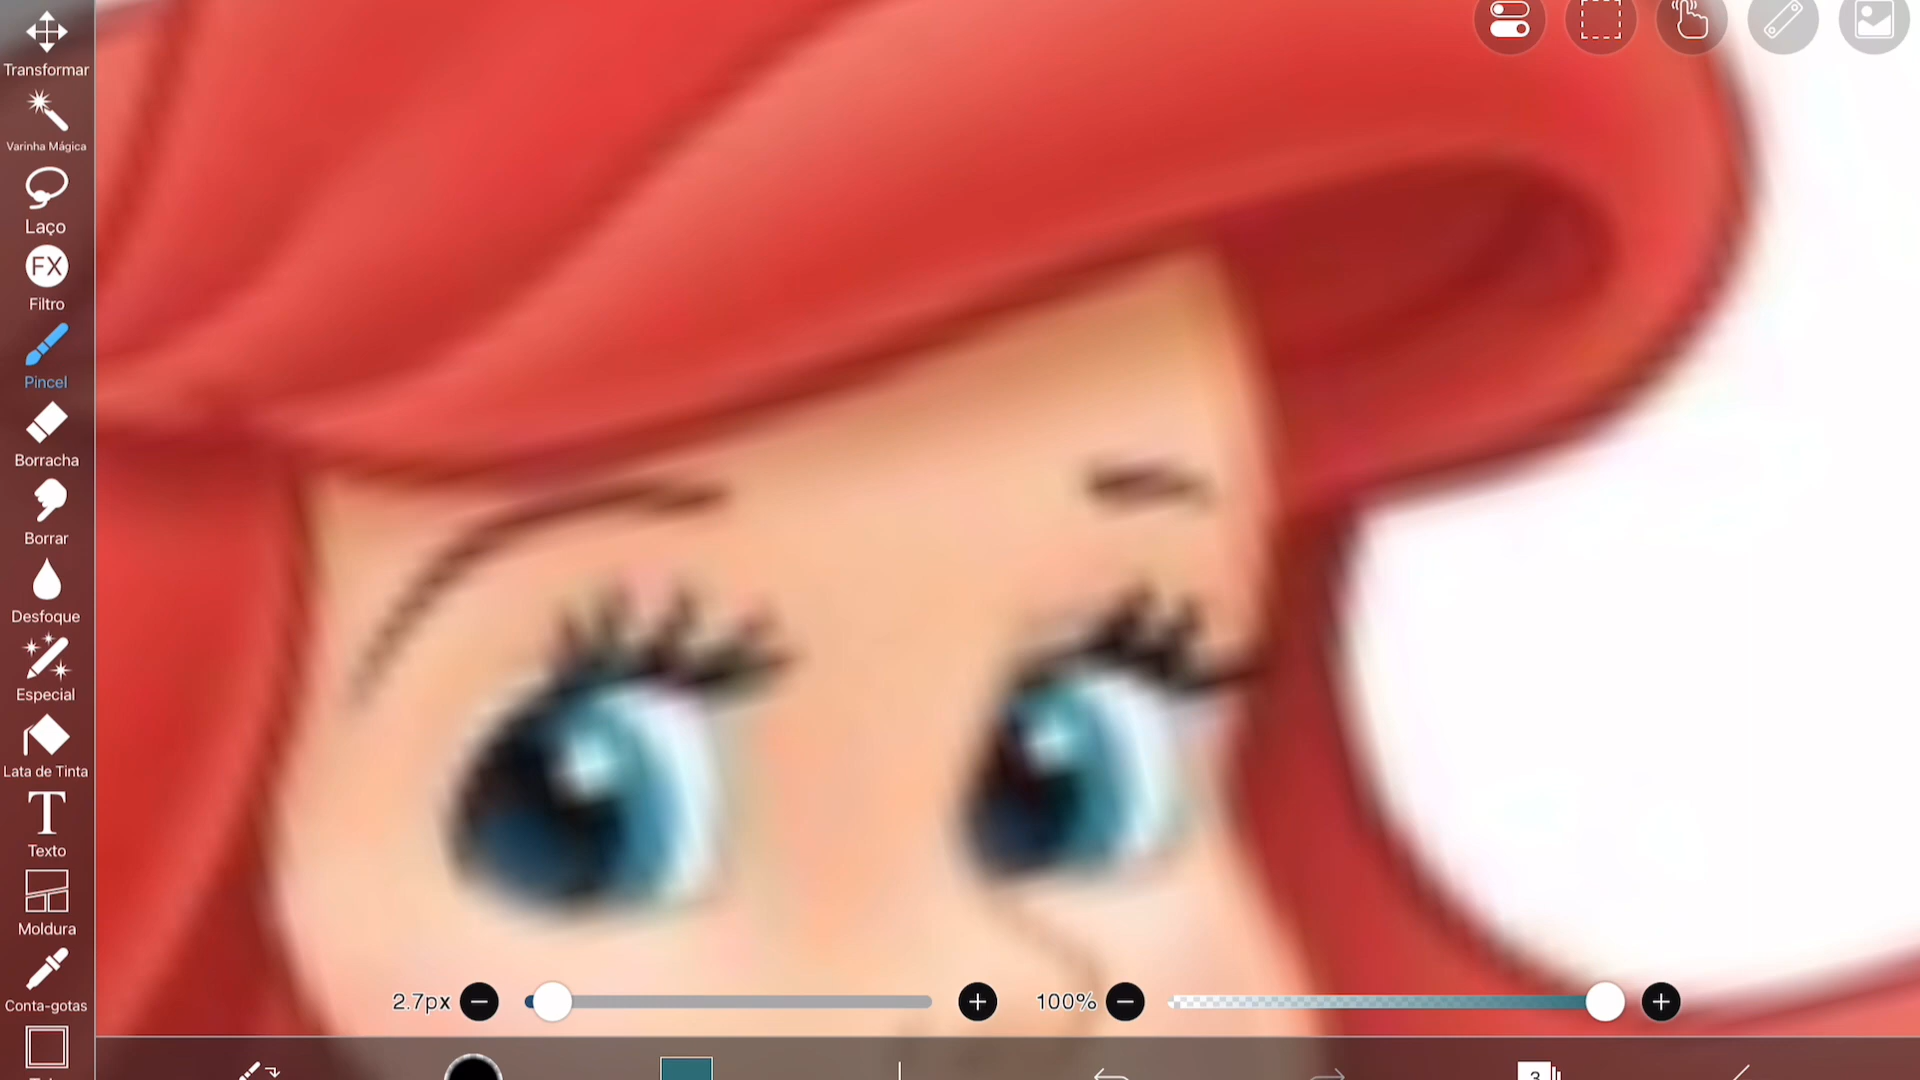 Transformar
Varinha Mágica
Laço
FX
Filtro
Pincel
Borracha
Borrar
Desfoque
Especial
Lata de Tinta
T
Texto
Moldura
Conta-gotas
2.7px
100%
3